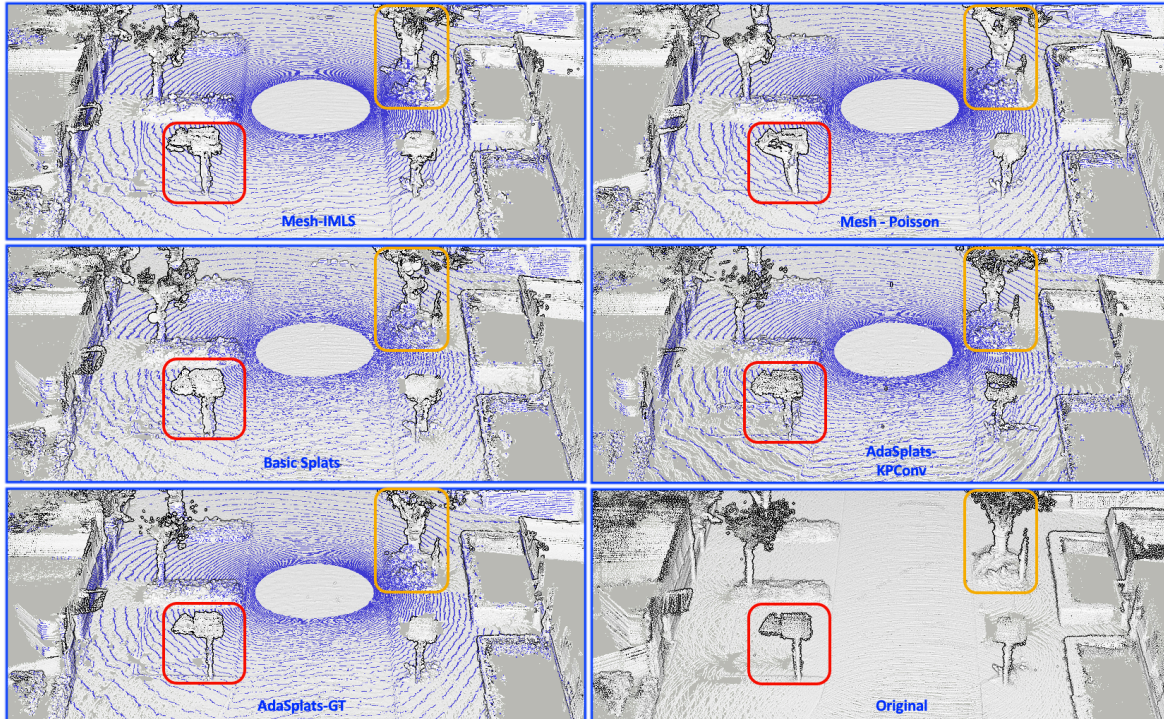 Mesh-IMLS
Mesh - Poisson
Basic Splats
AdaSplats-
KPConv
AdaSplats-GT
Original